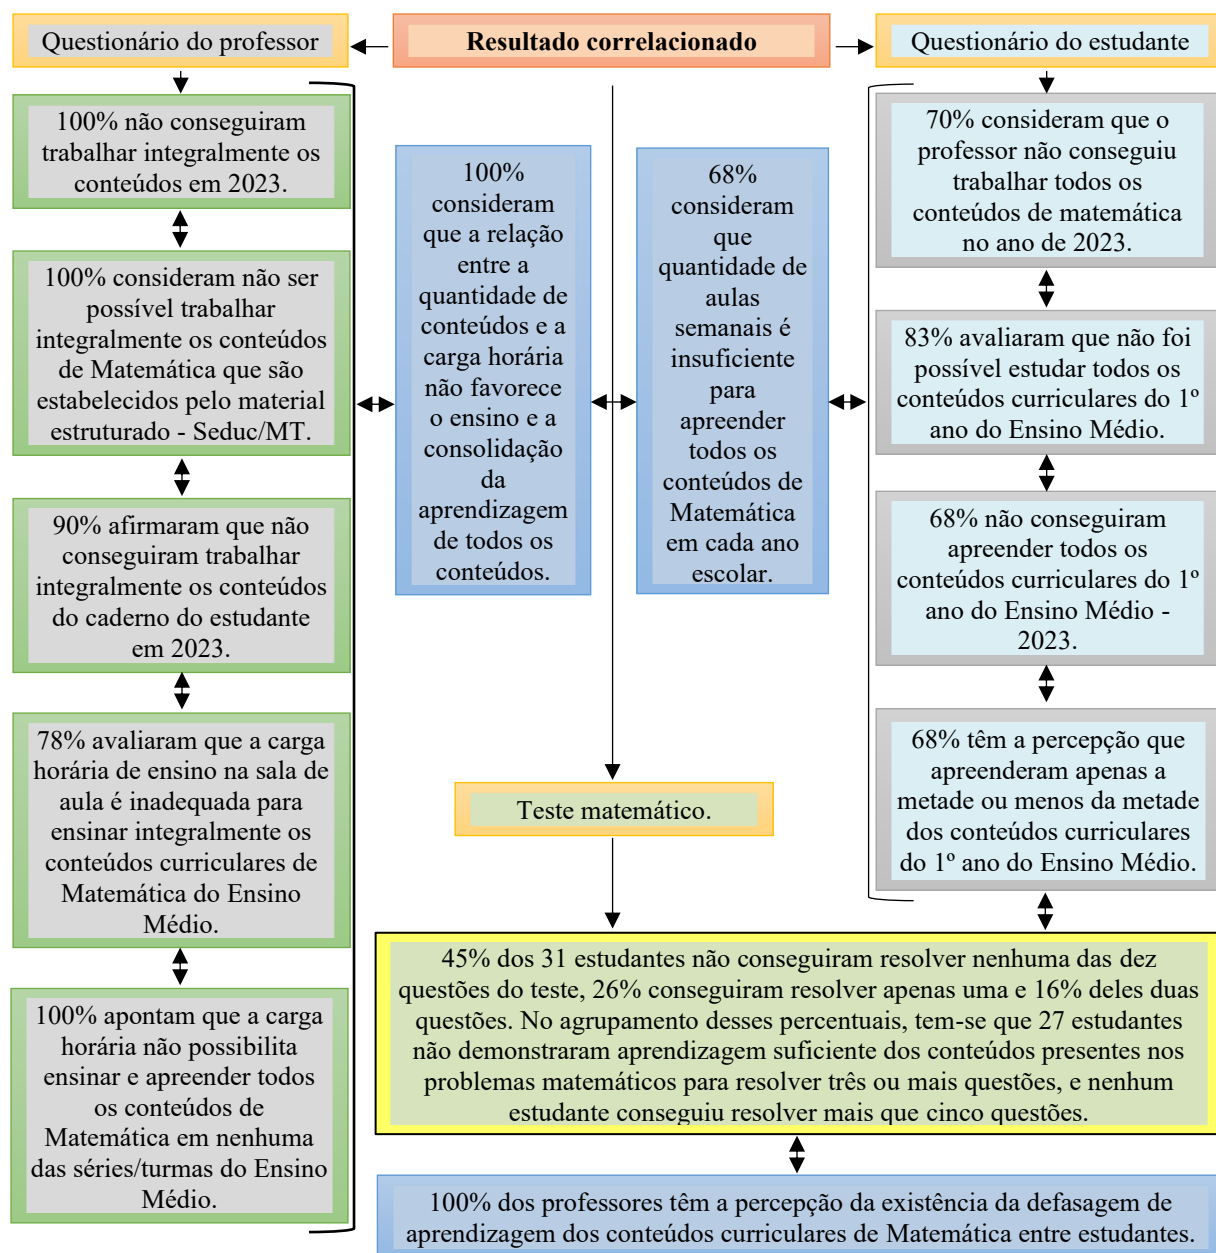 Questionário do professor
Resultado correlacionado
Questionário do estudante
100% não conseguiram
trabalhar integralmente os
conteúdos em 2023.
100% consideram não ser
possível trabalhar
integralmente os conteúdos
de Matemática que são
estabelecidos pelo material
estruturado - Seduc/MT.
90% afirmaram que não
conseguiram trabalhar
integralmente os conteúdos
do caderno do estudante
em 2023.
78% avaliaram que a carga
horária de ensino na sala de
aula é inadequada para
ensinar integralmente os
conteúdos curriculares de
Matemática do Ensino
Médio.
100% apontam que a carga
horária não possibilita
ensinar e apreender todos
os conteúdos de
Matemática em nenhuma
das séries/turmas do Ensino
Médio.
100%
consideram
que a relação
entre a
quantidade de
conteúdos e a
carga horária
não favorece
o ensino e a
consolidação
da
aprendizagem
de todos os
conteúdos.
68%
consideram
que
quantidade de
aulas
semanais é
insuficiente
para
apreender
todos os
conteúdos de
Matemática
em cada ano
escolar.
70% consideram que o
professor não conseguiu
trabalhar todos os
conteúdos de matemática
no ano de 2023.
83% avaliaram que não foi
possível estudar todos os
conteúdos curriculares do 1º
ano do Ensino Médio.
68% não conseguiram
apreender todos os
conteúdos curriculares do 1º
ano do Ensino Médio -
2023.
68% têm a percepção que
apreenderam apenas a
metade ou menos da metade
dos conteúdos curriculares
do 1º ano do Ensino Médio.
Teste matemático.
45% dos 31 estudantes não conseguiram resolver nenhuma das dez
questões do teste, 26% conseguiram resolver apenas uma e 16% deles duas
questões. No agrupamento desses percentuais, tem-se que 27 estudantes
não demonstraram aprendizagem suficiente dos conteúdos presentes nos
problemas matemáticos para resolver três ou mais questões, e nenhum
estudante conseguiu resolver mais que cinco questões.
100% dos professores têm a percepção da existência da defasagem de
aprendizagem dos conteúdos curriculares de Matemática entre estudantes.